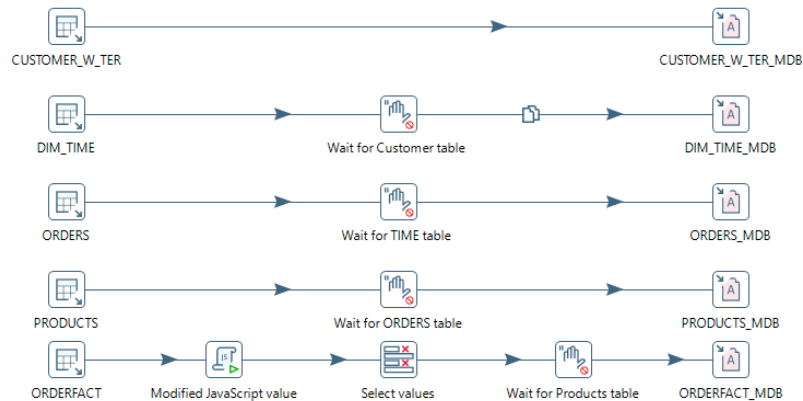 CUSTOMER_W_TER
CUSTOMER_W_TER_MDB
DIM_TIME
Wait for Customer table
DIM_TIME_MDB
ORDERS
Wait for TIME table
ORDERS_MDB
PRODUCTS
Wait for ORDERS table
PRODUCTS_MDB
ORDERFACT
Modified JavaScript value
Select values
Wait for Products table
ORDERFACT_MDB